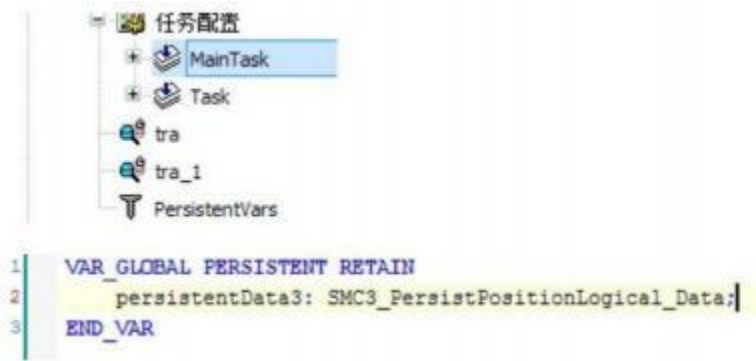 任务配置
MainTask
Task
tra
tra_1
PersistentVars
1 VAR_GLOBAL PERSISTENT RETAIN
2 persistentData3: SMC3_PersistPositionLogical_Data;
3 END_VAR